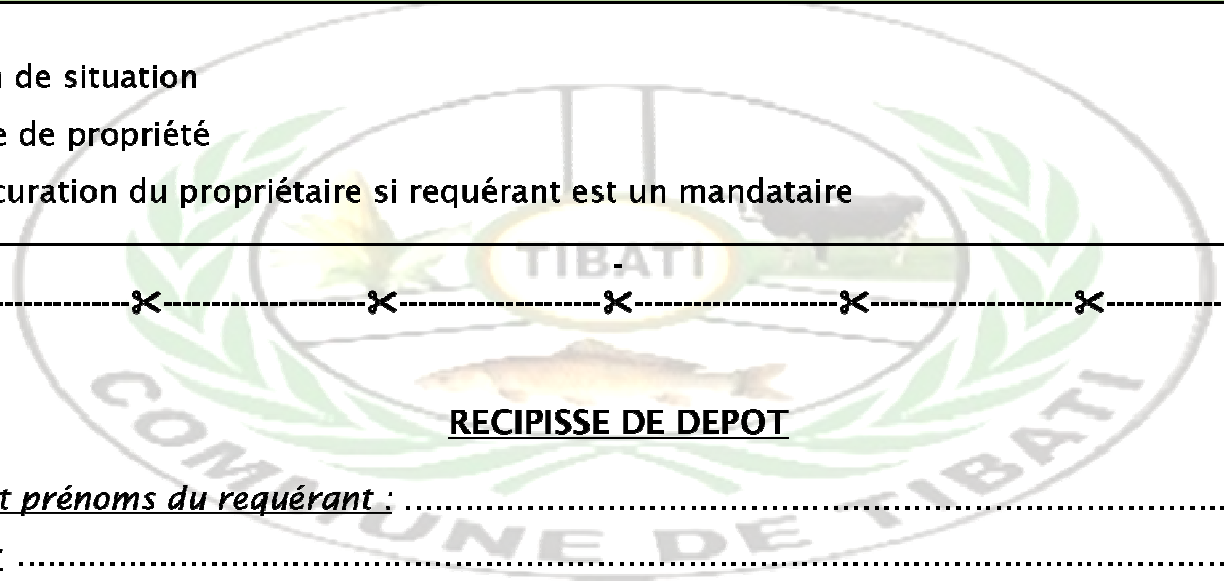 de situation
de propriété
curation du propriétaire si requérant est un mandataire
TIBATI
-
-------------✂---------------------✂---------------------✂---------------------✂---------------------✂------------
RECIPISSE DE DEPOT
t prénoms du requérant : ................................................................
: ................................................................
COMMUNE DE TIBATI